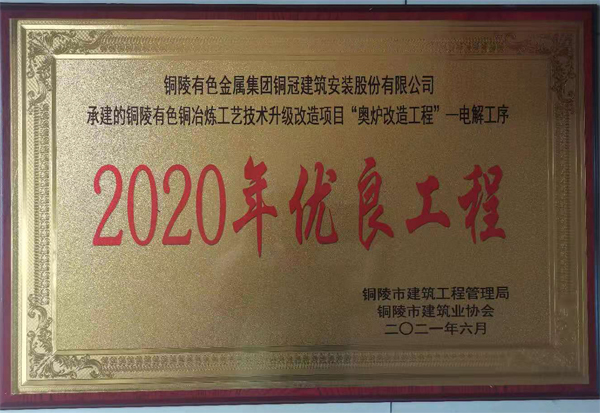 铜陵有色金属集团铜冠建筑安装股份有限公司
承建的铜陵有色铜冶炼工艺技术升级改造项目“奥炉改造工程”一电解工序
2020年优良工程
铜陵市建筑工程管理局
铜陵市建筑业协会
二〇二一年六月